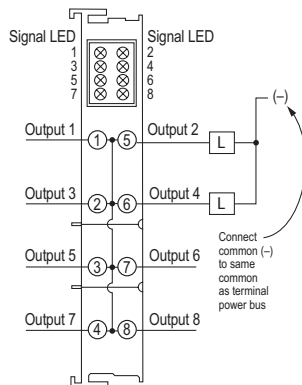 Signal LED Signal LED
1 2
3 4
5 6
7 8
(–)
Output 1 1 5 Output 2 L
Output 3 2 6 Output 4 L
Connect
common (–)
to same
common
as terminal
power bus
Output 5 3 7 Output 6
Output 7 4 8 Output 8